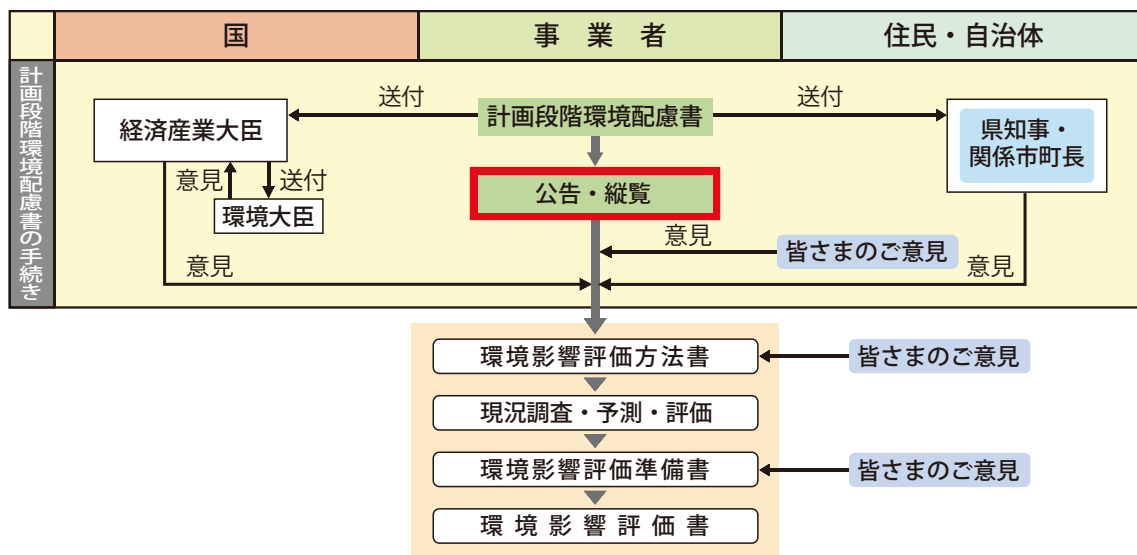 国
事業者
住民・自治体
計画段階環境配慮書の手続き
送付
計画段階環境配慮書
送付
経済産業大臣
県知事・
関係市町長
意見
送付
公告・縦覧
環境大臣
意見
皆さまのご意見
意見
意見
環境影響評価方法書
皆さまのご意見
現況調査・予測・評価
環境影響評価準備書
皆さまのご意見
環境影響評価書